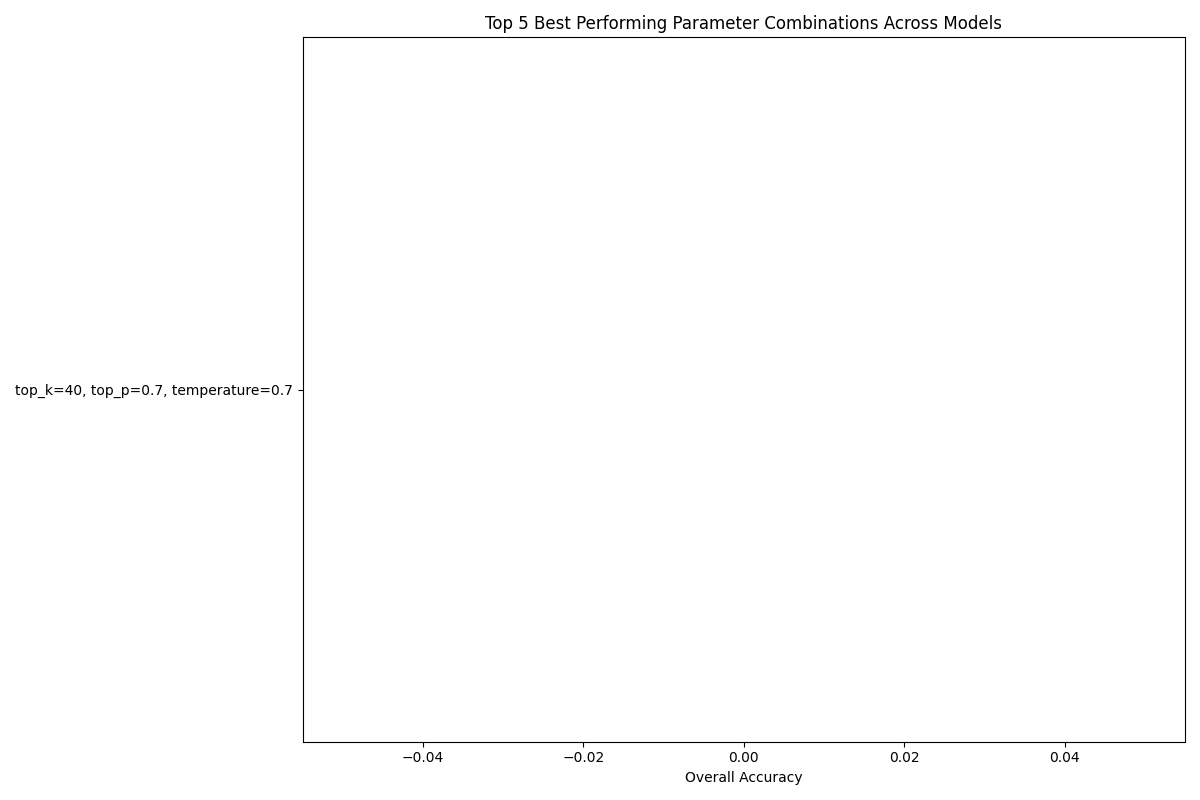 Top 5 Best Performing Parameter Combinations Across Models
top_k=40, top_p=0.7, temperature=0.7
−0.04 −0.02 0.00 0.02 0.04
Overall Accuracy